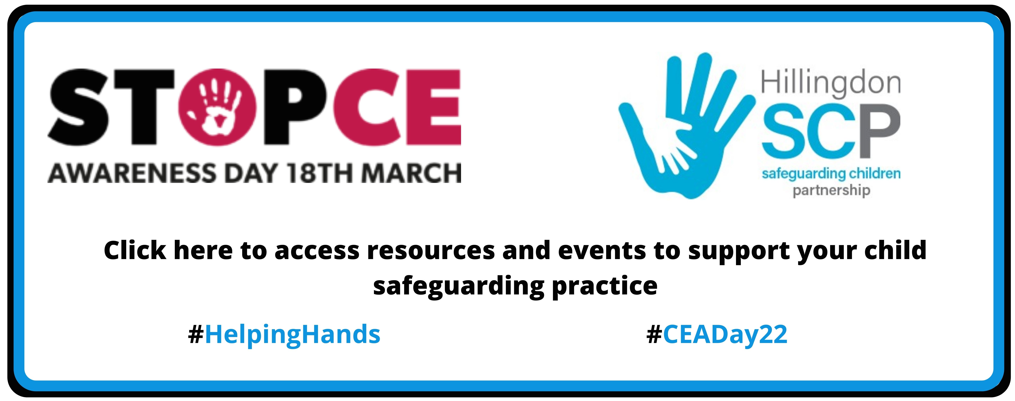 STOPCE
AWARENESS DAY 18TH MARCH
Hillingdon
SCP
safeguarding children
partnership
Click here to access resources and events to support your child
safeguarding practice
#HelpingHands
#CEADay22